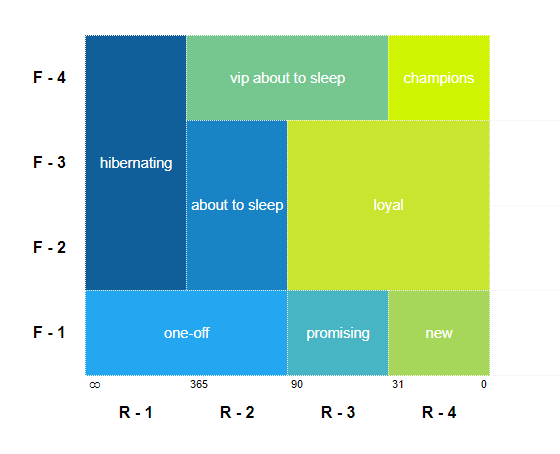 F - 4
vip about to sleep
champions
F - 3
hibernating
about to sleep
loyal
F - 2
F - 1
one-off
promising
new
∞
365
90
31
0
R - 1
R - 2
R - 3
R - 4